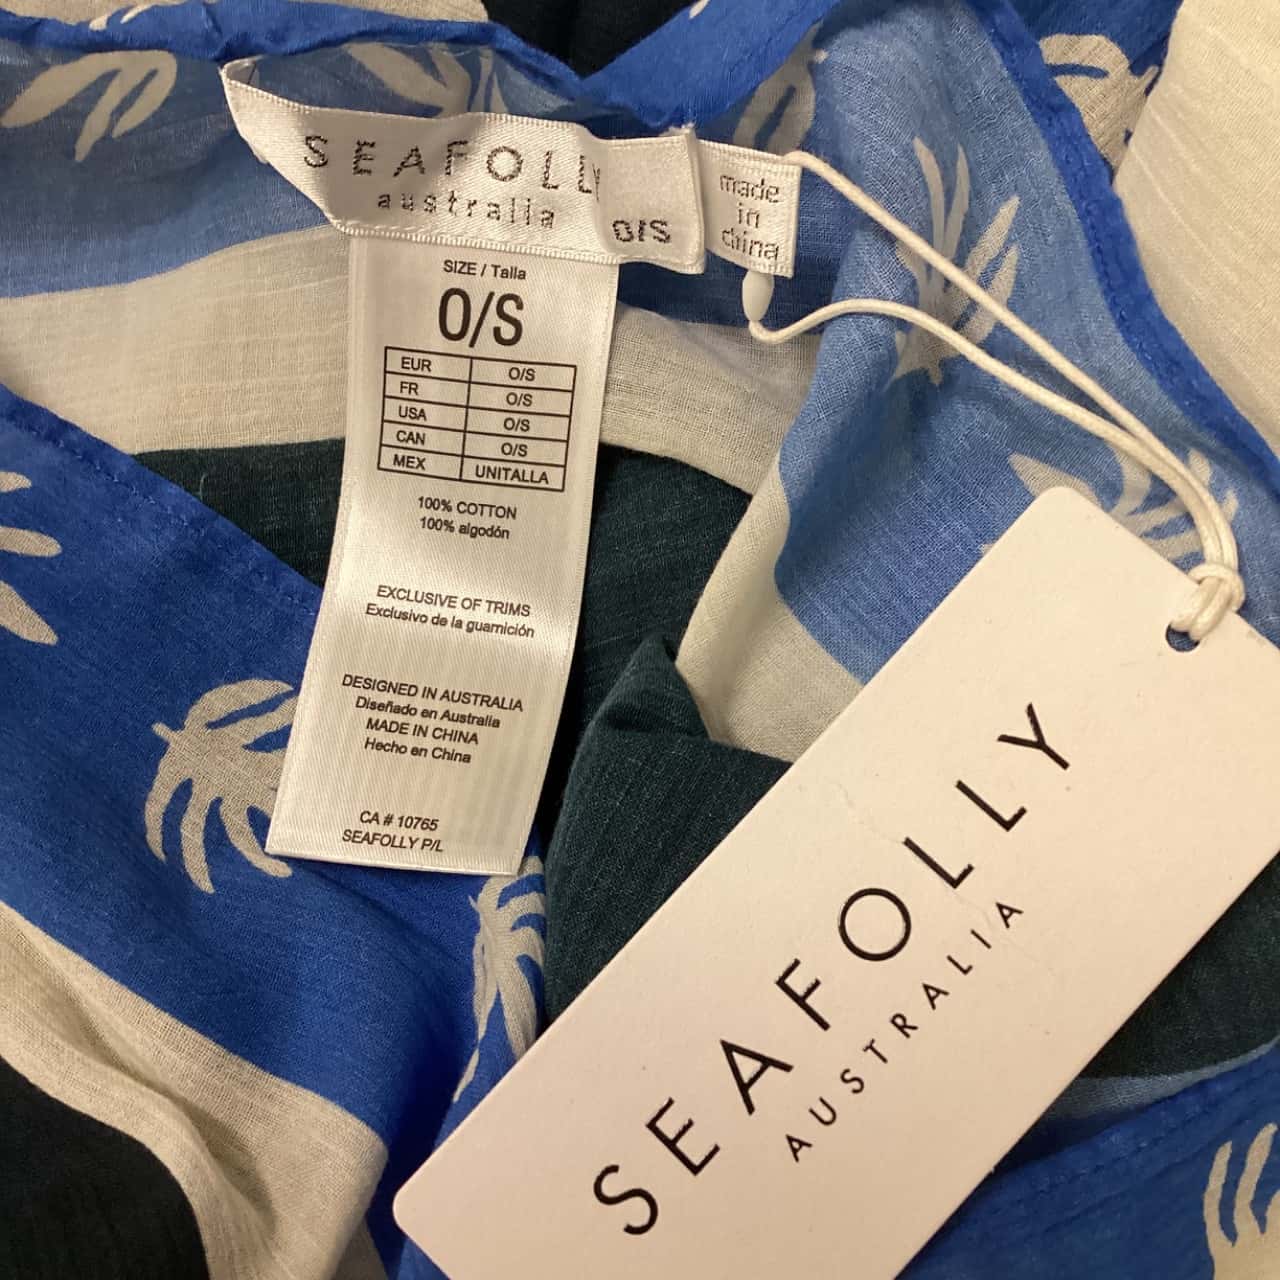 SEAFOLLY
australia
O/S
made
in
china
SIZE / Talla
O/S
EUR O/S
FR O/S
USA O/S
CAN O/S
MEX UNITALLA
100% COTTON
100% algodón
EXCLUSIVE OF TRIMS
Exclusivo de la guarnición
DESIGNED IN AUSTRALIA
Diseñado en Australia
MADE IN CHINA
Hecho en China
CA # 10765
SEAFOLLY P/L
SEAFOLLY
AUSTRALIA